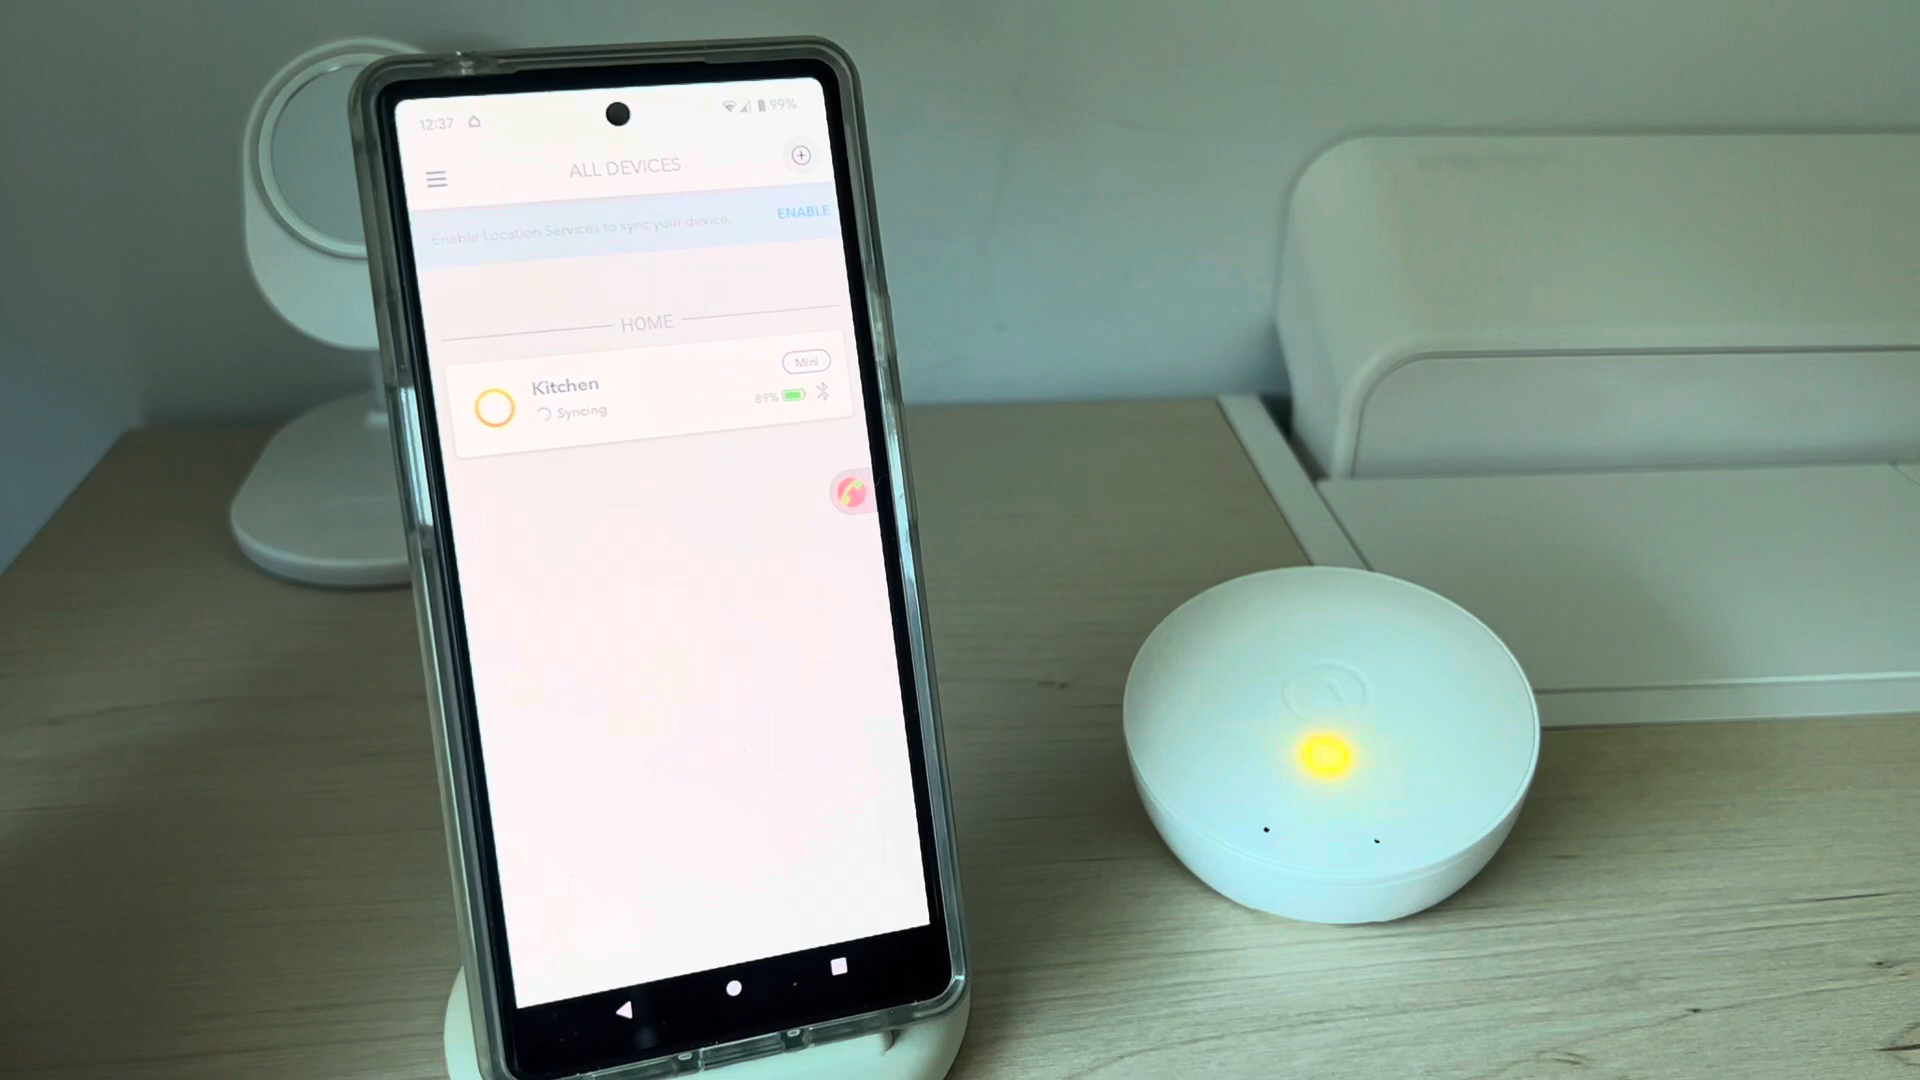 12:37
99%
ALL DEVICES
Enable Location Services to sync your device.
ENABLE
HOME
Mini
Kitchen
Syncing
89%